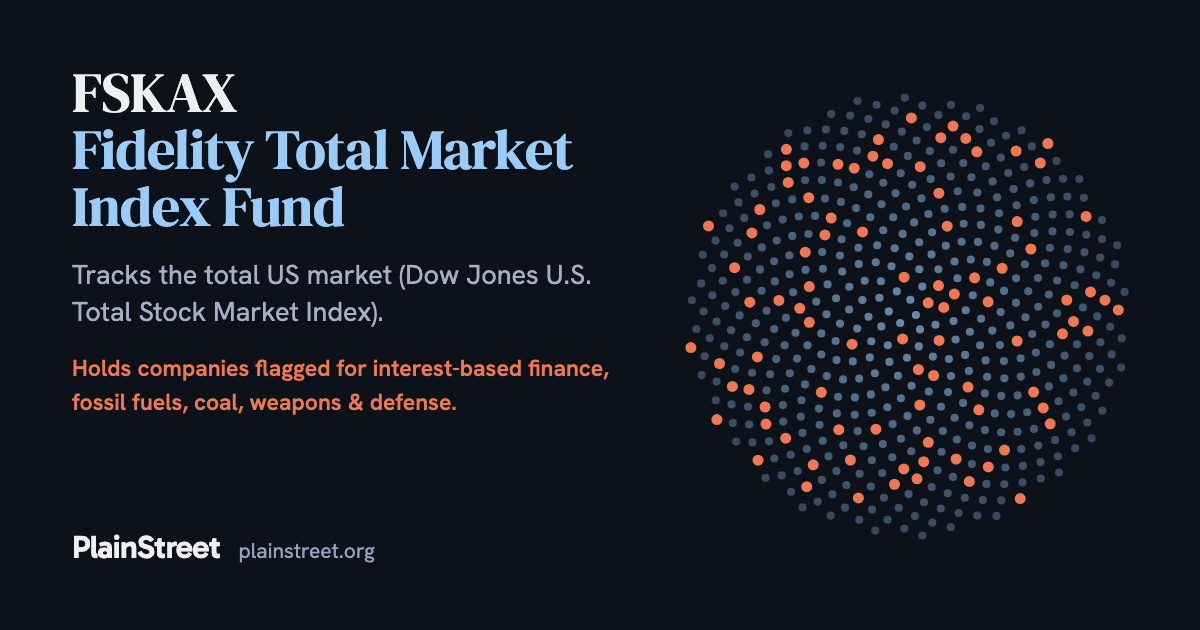 FSKAX
Fidelity Total Market
Index Fund
Tracks the total US market (Dow Jones U.S.
Total Stock Market Index).
Holds companies flagged for interest-based finance,
fossil fuels, coal, weapons & defense.
PlainStreet plainstreet.org